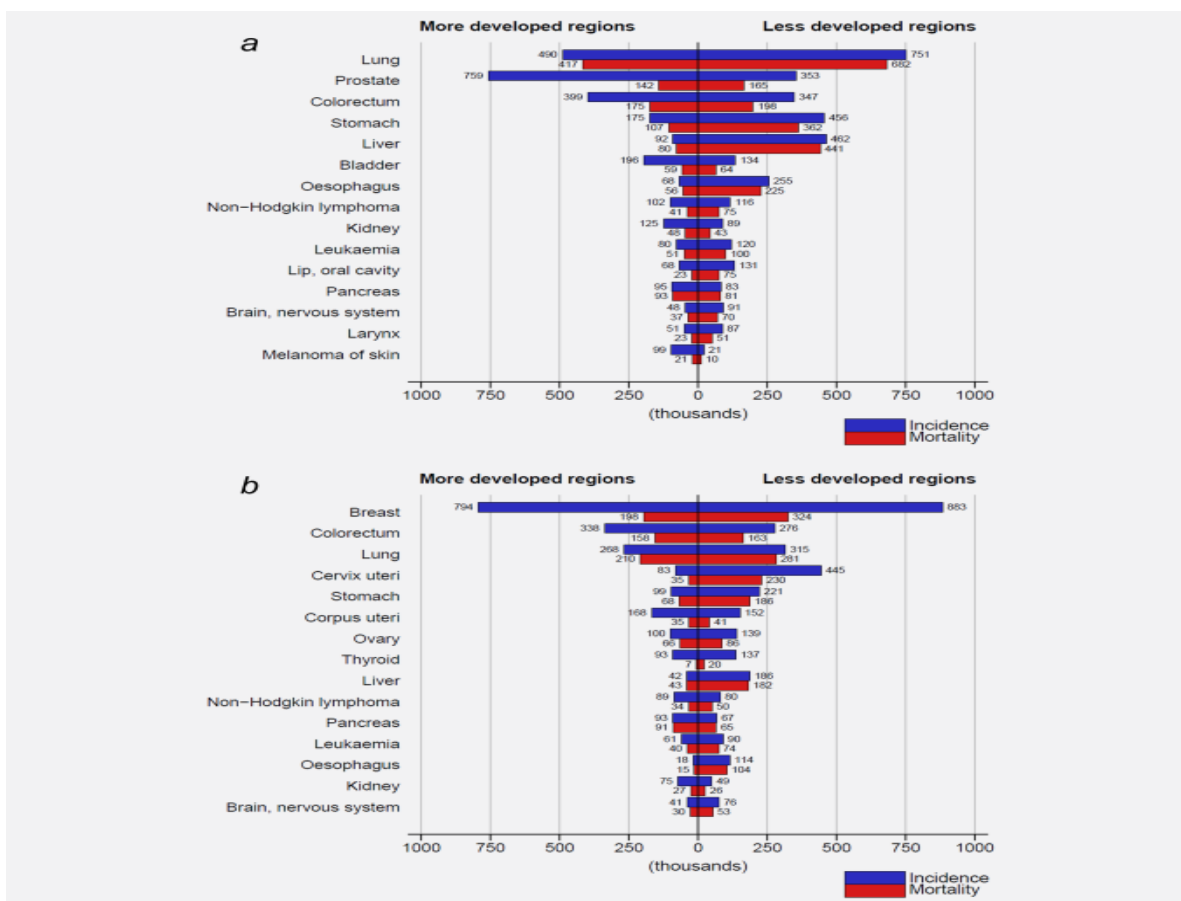 a
More developed regions Less developed regions
Lung 490 751
417 682
Prostate 759 353
142 165
Colorectum 399 347
175 198
Stomach 175 456
107 362
Liver 92 462
80 441
Bladder 196 134
59 64
Oesophagus 68 255
56 225
Non-Hodgkin lymphoma 102 116
41 75
Kidney 125 89
48 43
Leukaemia 80 120
51 100
Lip, oral cavity 68 131
23 75
Pancreas 95 83
93 81
Brain, nervous system 48 91
37 70
Larynx 51 87
23 51
Melanoma of skin 99 21
21 10
1000 750 500 250 0 250 500 750 1000
(thousands)
Incidence
Mortality
b
More developed regions Less developed regions
Breast 794 883
198 324
Colorectum 338 276
158 163
Lung 268 315
210 281
Cervix uteri 83 445
35 230
Stomach 99 221
68 186
Corpus uteri 168 152
35 41
Ovary 100 139
66 86
Thyroid 93 137
7 20
Liver 42 186
43 182
Non-Hodgkin lymphoma 89 80
34 50
Pancreas 93 67
91 65
Leukaemia 61 90
40 74
Oesophagus 18 114
15 104
Kidney 75 49
27 26
Brain, nervous system 41 76
30 53
1000 750 500 250 0 250 500 750 1000
(thousands)
Incidence
Mortality